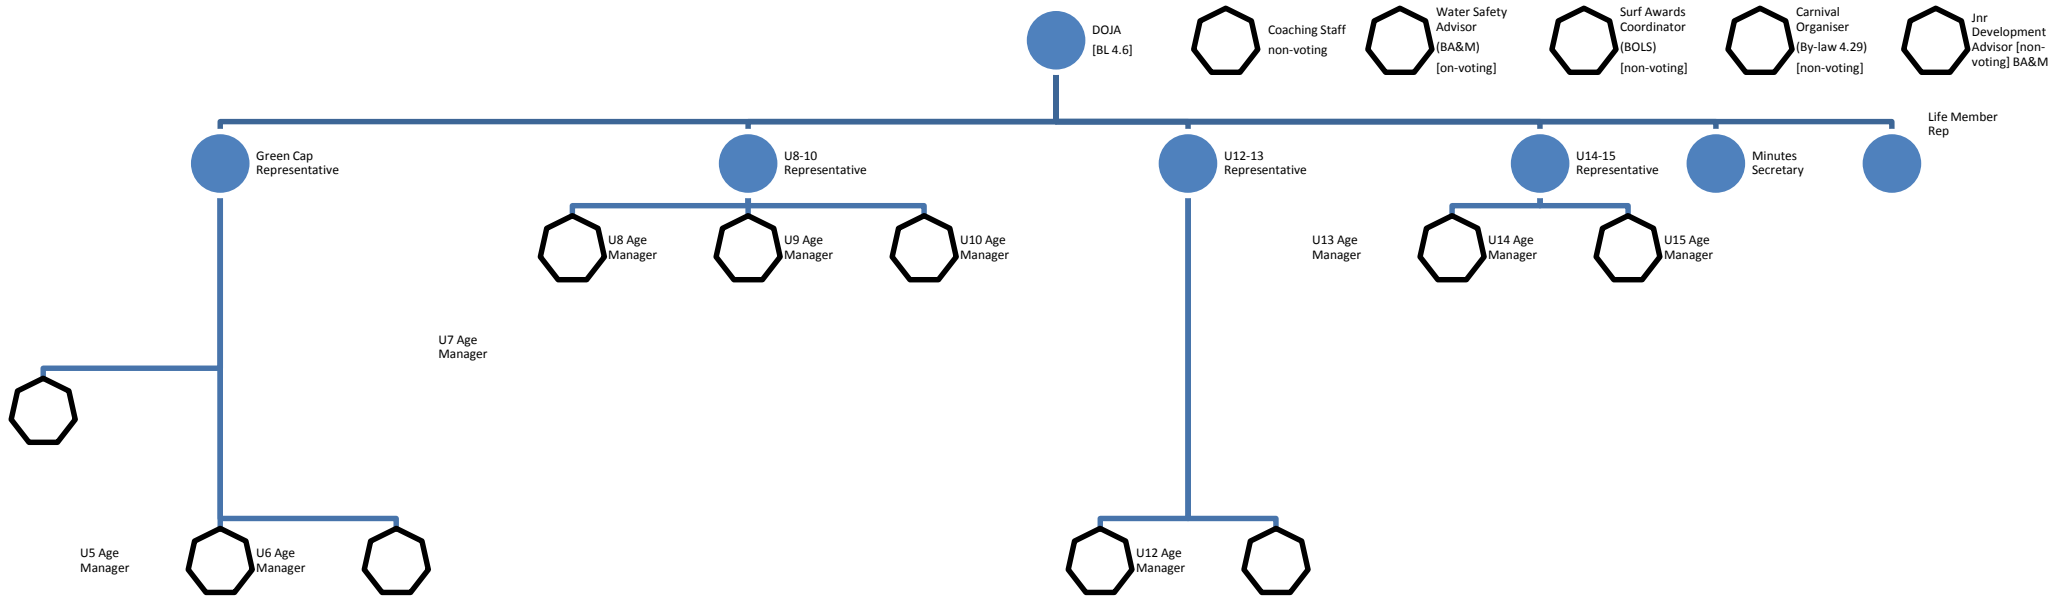 DOJA
[BL 4.6]
Coaching Staff
non-voting
Water Safety
Advisor
(BA&M)
[on-voting]
Surf Awards
Coordinator
(BOLS)
[non-voting]
Carnival
Organiser
(By-law 4.29)
[non-voting]
Jnr
Development
Advisor [non-
voting] BA&M
Green Cap
Representative
U8-10
Representative
U12-13
Representative
U14-15
Representative
Minutes
Secretary
Life Member
Rep
U8 Age
Manager
U9 Age
Manager
U10 Age
Manager
U13 Age
Manager
U14 Age
Manager
U15 Age
Manager
U7 Age
Manager
U5 Age
Manager
U6 Age
Manager
U12 Age
Manager